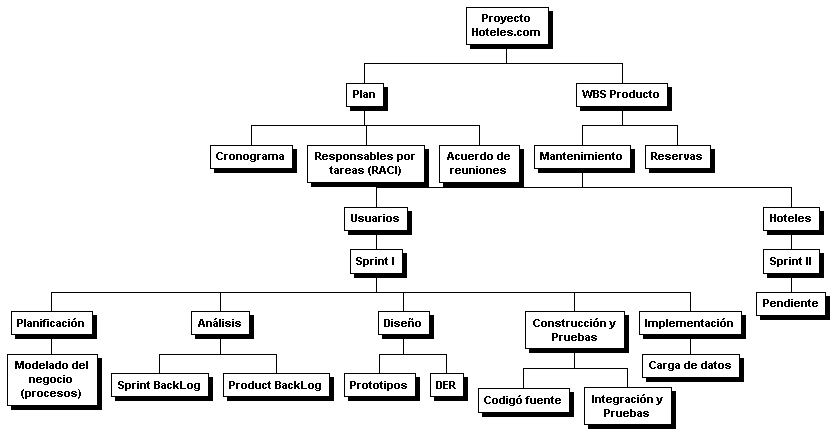 Proyecto
Hoteles.com
Plan
WBS Producto
Cronograma
Responsables por
tareas (RACI)
Acuerdo de
reuniones
Mantenimiento
Reservas
Usuarios
Hoteles
Sprint I
Sprint II
Pendiente
Planificación
Análisis
Diseño
Construcción y
Pruebas
Implementación
Modelado del
negocio
(procesos)
Sprint BackLog
Product BackLog
Prototipos
DER
Codigó fuente
Integración y
Pruebas
Carga de datos